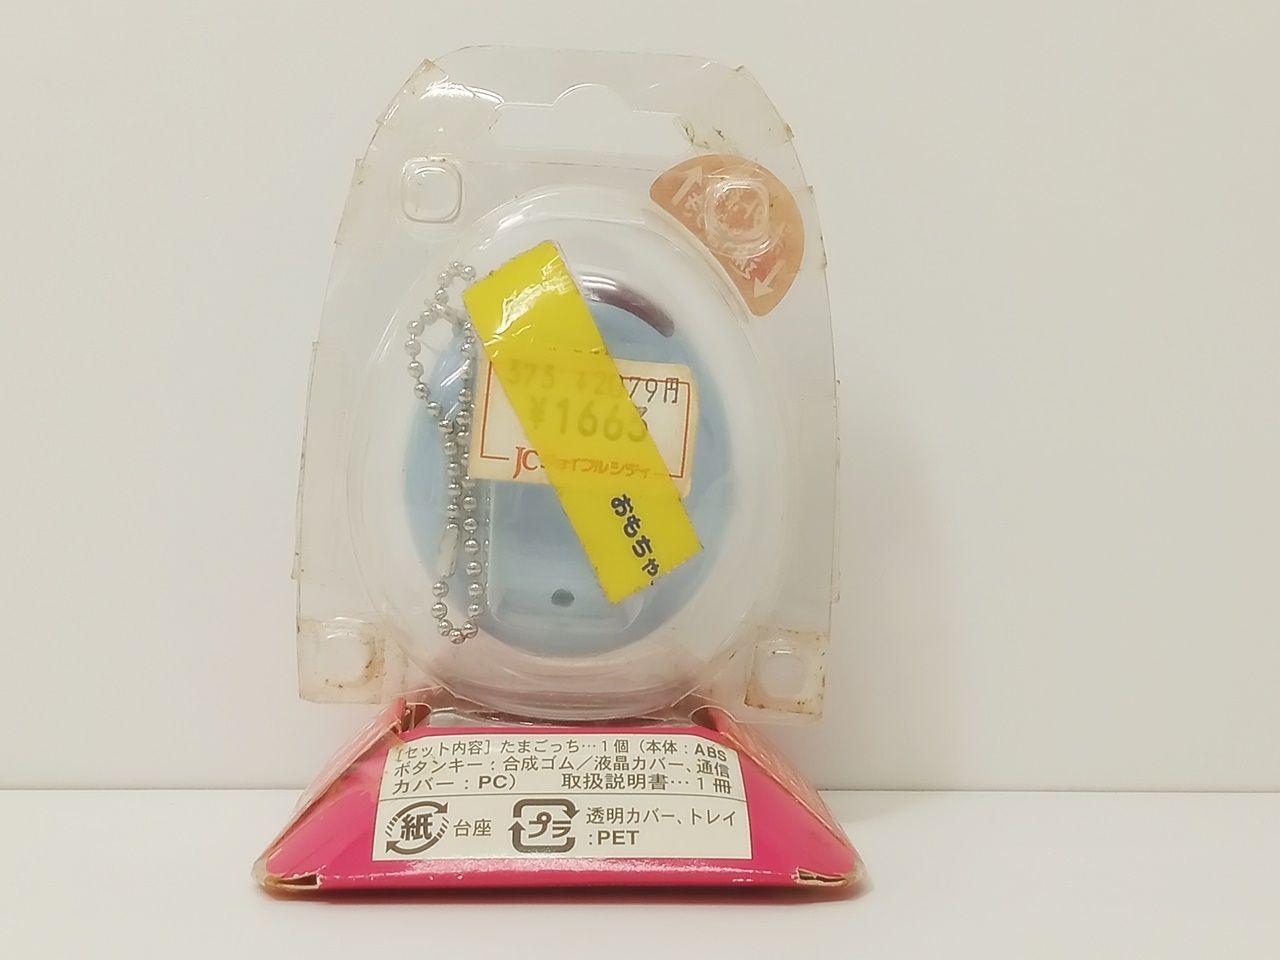 373 ¥2079円
¥1663
JCジョイフルシティ
おもちゃ
[セット内容] たまごっち…1個 (本体：ABS
ボタンキー：合成ゴム／液晶カバー、通信
カバー：PC) 取扱説明書…1冊
紙 台座 プラ 透明カバー、トレイ
:PET